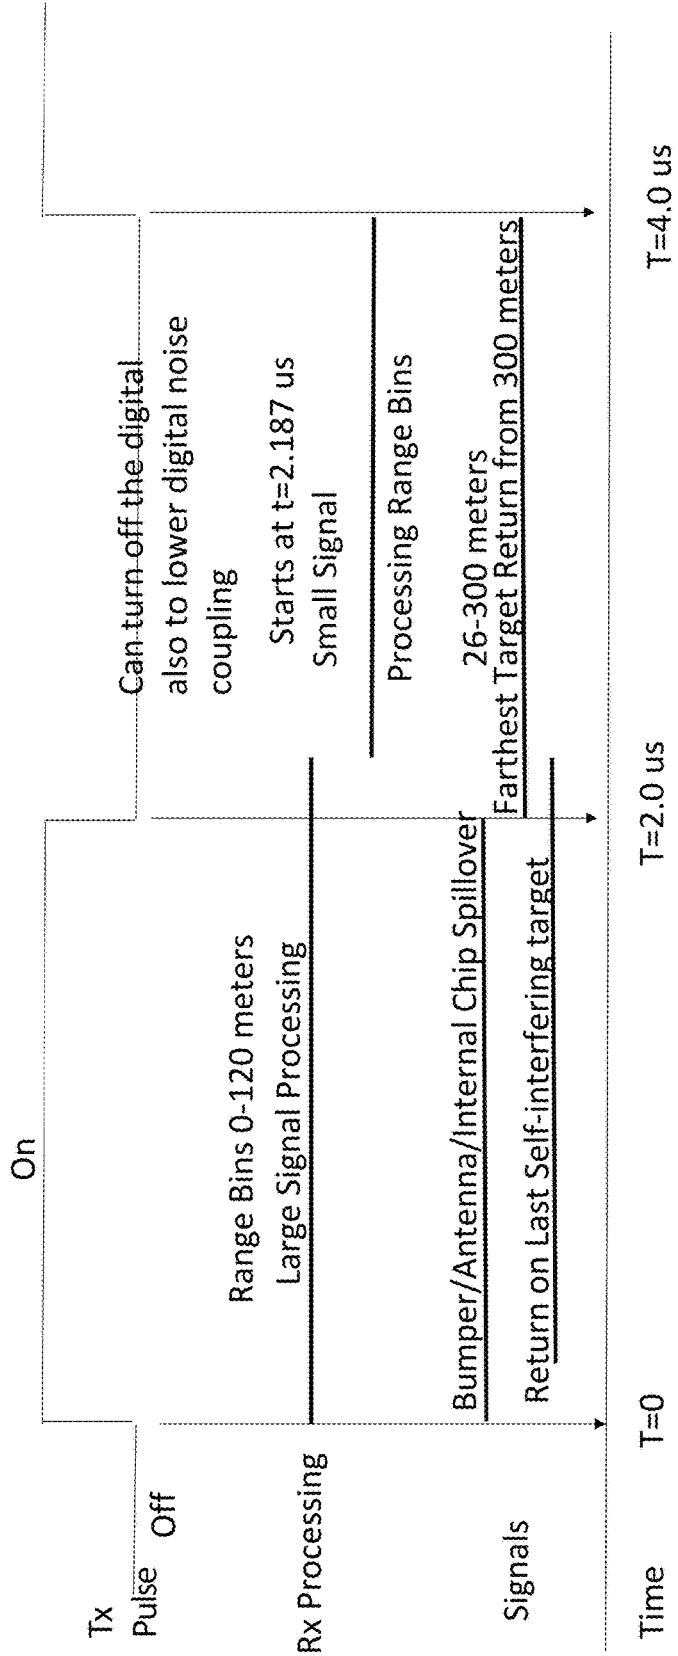 Tx
Pulse
Off
On
Can turn off the digital
also to lower digital noise
coupling
Rx Processing
Range Bins 0-120 meters
Large Signal Processing
Starts at t=2.187 us
Small Signal
Processing Range Bins
26-300 meters
Signals
Bumper/Antenna/Internal Chip Spillover
Farthest Target Return from 300 meters
Return on Last Self-interfering target
Time
T=0
T=2.0 us
T=4.0 us